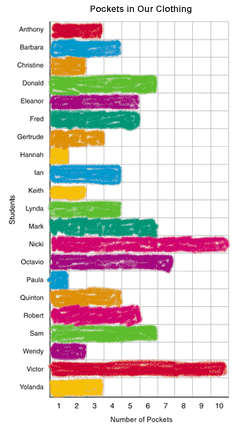 Pockets in Our Clothing
Anthony
Barbara
Christine
Donald
Eleanor
Fred
Gertrude
Hannah
Ian
Keith
Lynda
Mark
Nicki
Octavio
Paula
Quinton
Robert
Sam
Wendy
Victor
Yolanda
Students
1 2 3 4 5 6 7 8 9 10
Number of Pockets